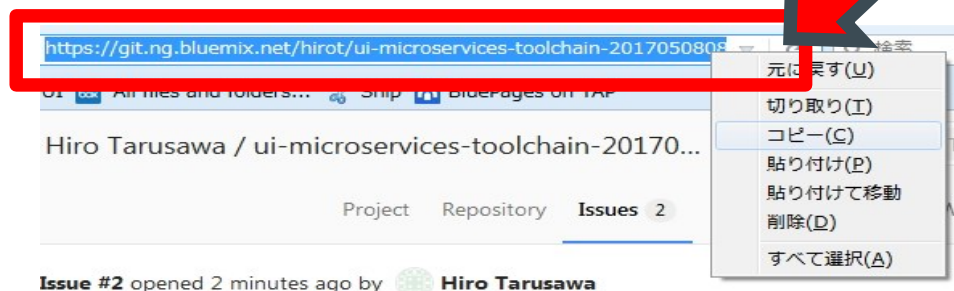 https://git.ng.bluemix.net/hirot/ui-microservices-toolchain-2017050808
検索
UI All files and folders... Snip BluePages on TAP
元に戻す(U)
切り取り(T)
コピー(C)
貼り付け(P)
貼り付けて移動
削除(D)
すべて選択(A)
Hiro Tarusawa / ui-microservices-toolchain-20170...
Project Repository Issues 2
Issue #2 opened 2 minutes ago by Hiro Tarusawa